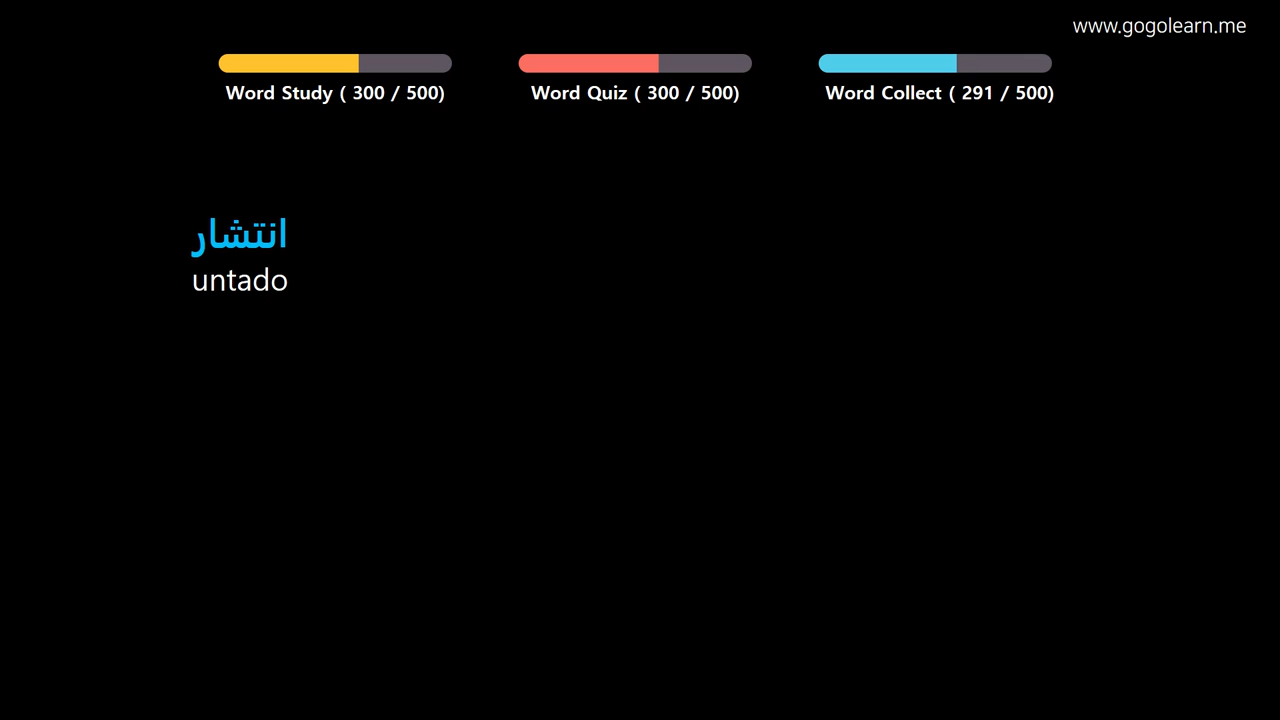 www.gogolearn.me
Word Study ( 300 / 500)
Word Quiz ( 300 / 500)
Word Collect ( 291 / 500)
انتشار
untado